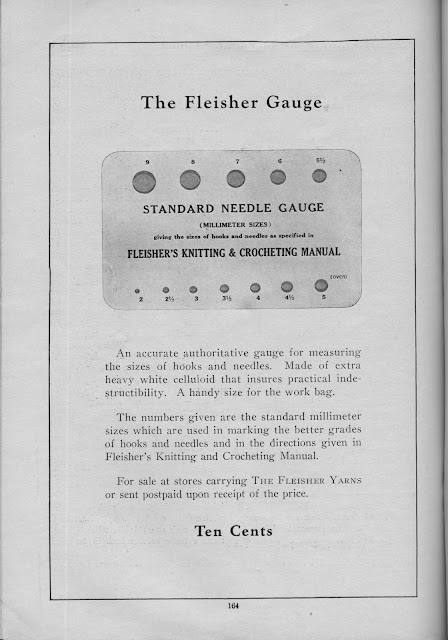 The Fleisher Gauge
9 8 7 6 5½
STANDARD NEEDLE GAUGE
(MILLIMETER SIZES)
giving the sizes of hooks and needles as specified in
FLEISHER'S KNITTING & CROCHETING MANUAL
(OVER)
2 2½ 3 3½ 4 4½ 5
An accurate authoritative gauge for measuring
the sizes of hooks and needles. Made of extra
heavy white celluloid that insures practical inde-
structibility. A handy size for the work bag.
The numbers given are the standard millimeter
sizes which are used in marking the better grades
of hooks and needles and in the directions given in
Fleisher's Knitting and Crocheting Manual.
For sale at stores carrying THE FLEISHER YARNS
or sent postpaid upon receipt of the price.
Ten Cents
164